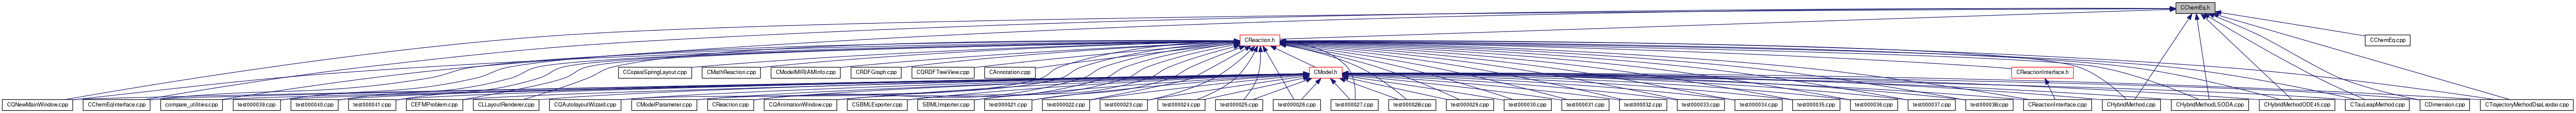 CChemEq.h
CReaction.h
CChemEq.cpp
CCopasiSpringLayout.cpp
CMathReaction.cpp
CModelMIRIAMInfo.cpp
CRDFGraph.cpp
CQRDFTreeView.cpp
CAnnotation.cpp
CModel.h
CReactionInterface.h
CQNewMainWindow.cpp
CChemEqInterface.cpp
compare_utilities.cpp
test000039.cpp
test000040.cpp
test000041.cpp
CEFMProblem.cpp
CLLayoutRenderer.cpp
CQAutolayoutWizard.cpp
CModelParameter.cpp
CReaction.cpp
CQAnimationWindow.cpp
CSBMLExporter.cpp
SBMLImporter.cpp
test000021.cpp
test000022.cpp
test000023.cpp
test000024.cpp
test000025.cpp
test000026.cpp
test000027.cpp
test000028.cpp
test000029.cpp
test000030.cpp
test000031.cpp
test000032.cpp
test000033.cpp
test000034.cpp
test000035.cpp
test000036.cpp
test000037.cpp
test000038.cpp
CReactionInterface.cpp
CHybridMethod.cpp
CHybridMethodLSODA.cpp
CHybridMethodODE45.cpp
CTauLeapMethod.cpp
CDimension.cpp
CTrajectoryMethodDsaLsodar.cpp